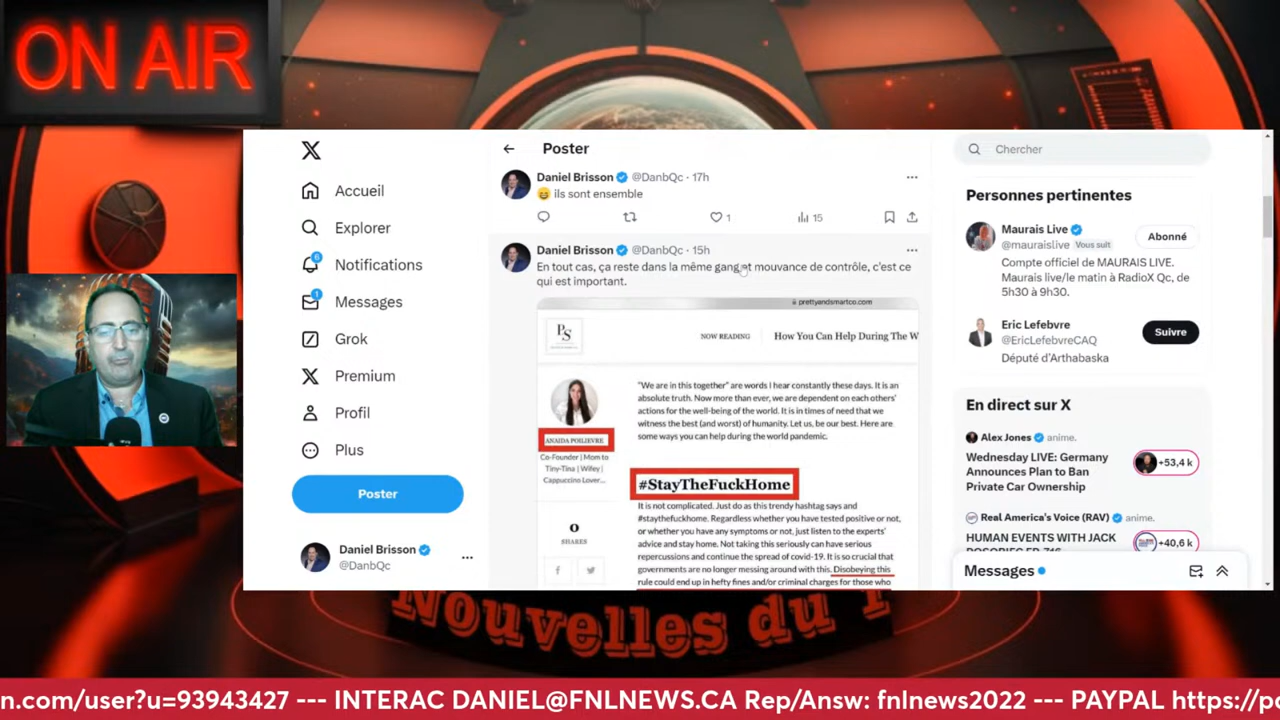 ON AIR
Accueil
Explorer
6
Notifications
1
Messages
Grok
Premium
Profil
Plus
Poster
Daniel Brisson
@DanbQc
Poster
Daniel Brisson @DanbQc · 17h
😄 ils sont ensemble
1
15
Daniel Brisson @DanbQc · 15h
En tout cas, ça reste dans la même gang et mouvance de contrôle, c'est ce
qui est important.
prettyandsmartco.com
PS
NOW READING
How You Can Help During The W
ANAIDA POILIEVRE
Co-Founder | Mom to
Tiny-Tina | Wifey |
Cappuccino Lover...
0
SHARES
"We are in this together" are words I hear constantly these days. It is an
absolute truth. Now more than ever, we are dependent on each others'
actions for the well-being of the world. It is in times of need that we
witness the best (and worst) of humanity. Let us, be our best. Here are
some ways you can help during the world pandemic.
#StayTheFuckHome
It is not complicated. Just do as this trendy hashtag says and
#staythefuckhome. Regardless whether you have tested positive or not,
or whether you have any symptoms or not, just listen to the experts'
advice and stay home. Not taking this seriously can have serious
repercussions and continue the spread of covid-19. It is so crucial that
governments are no longer messing around with this. Disobeying this
rule could end up in hefty fines and/or criminal charges for those who
Chercher
Personnes pertinentes
Maurais Live
@mauraislive Vous suit
Abonné
Compte officiel de MAURAIS LIVE.
Maurais live/le matin à RadioX Qc, de
5h30 à 9h30.
Eric Lefebvre
@EricLefebvreCAQ
Suivre
Député d'Arthabaska
En direct sur X
Alex Jones anime.
Wednesday LIVE: Germany
Announces Plan to Ban
Private Car Ownership
+53,4 k
Real America's Voice (RAV) anime.
HUMAN EVENTS WITH JACK
+40,6 k
Messages
Nouvelles du
n.com/user?u=93943427 --- INTERAC DANIEL@FNLNEWS.CA Rep/Answ: fnlnews2022 --- PAYPAL https://p